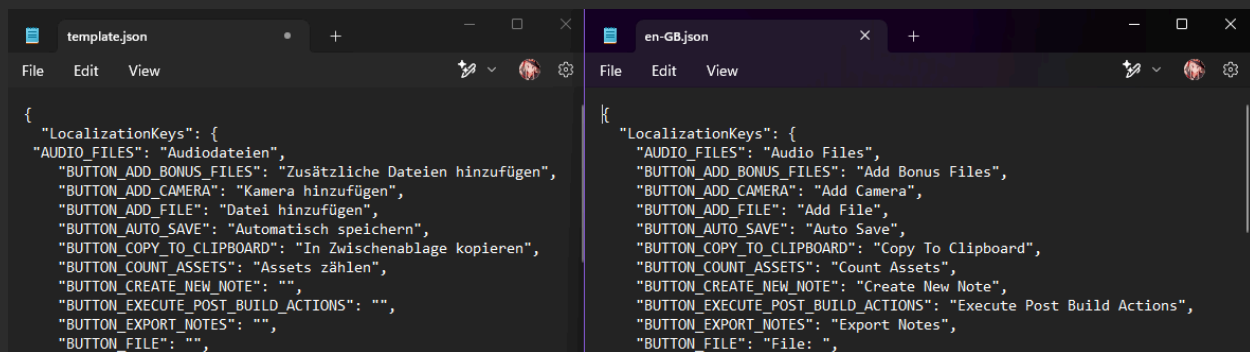 template.json
File Edit View
{
"LocalizationKeys": {
"AUDIO_FILES": "Audiodateien",
"BUTTON_ADD_BONUS_FILES": "Zusätzliche Dateien hinzufügen",
"BUTTON_ADD_CAMERA": "Kamera hinzufügen",
"BUTTON_ADD_FILE": "Datei hinzufügen",
"BUTTON_AUTO_SAVE": "Automatisch speichern",
"BUTTON_COPY_TO_CLIPBOARD": "In Zwischenablage kopieren",
"BUTTON_COUNT_ASSETS": "Assets zählen",
"BUTTON_CREATE_NEW_NOTE": "",
"BUTTON_EXECUTE_POST_BUILD_ACTIONS": "",
"BUTTON_EXPORT_NOTES": "",
"BUTTON_FILE": "",
en-GB.json
File Edit View
{
"LocalizationKeys": {
"AUDIO_FILES": "Audio Files",
"BUTTON_ADD_BONUS_FILES": "Add Bonus Files",
"BUTTON_ADD_CAMERA": "Add Camera",
"BUTTON_ADD_FILE": "Add File",
"BUTTON_AUTO_SAVE": "Auto Save",
"BUTTON_COPY_TO_CLIPBOARD": "Copy To Clipboard",
"BUTTON_COUNT_ASSETS": "Count Assets",
"BUTTON_CREATE_NEW_NOTE": "Create New Note",
"BUTTON_EXECUTE_POST_BUILD_ACTIONS": "Execute Post Build Actions",
"BUTTON_EXPORT_NOTES": "Export Notes",
"BUTTON_FILE": "File: ",